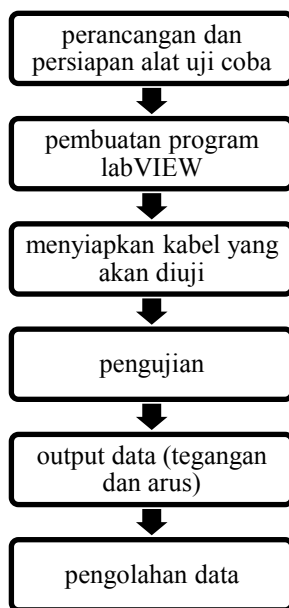 perancangan dan
persiapan alat uji coba
pembuatan program
labVIEW
menyiapkan kabel yang
akan diuji
pengujian
output data (tegangan
dan arus)
pengolahan data